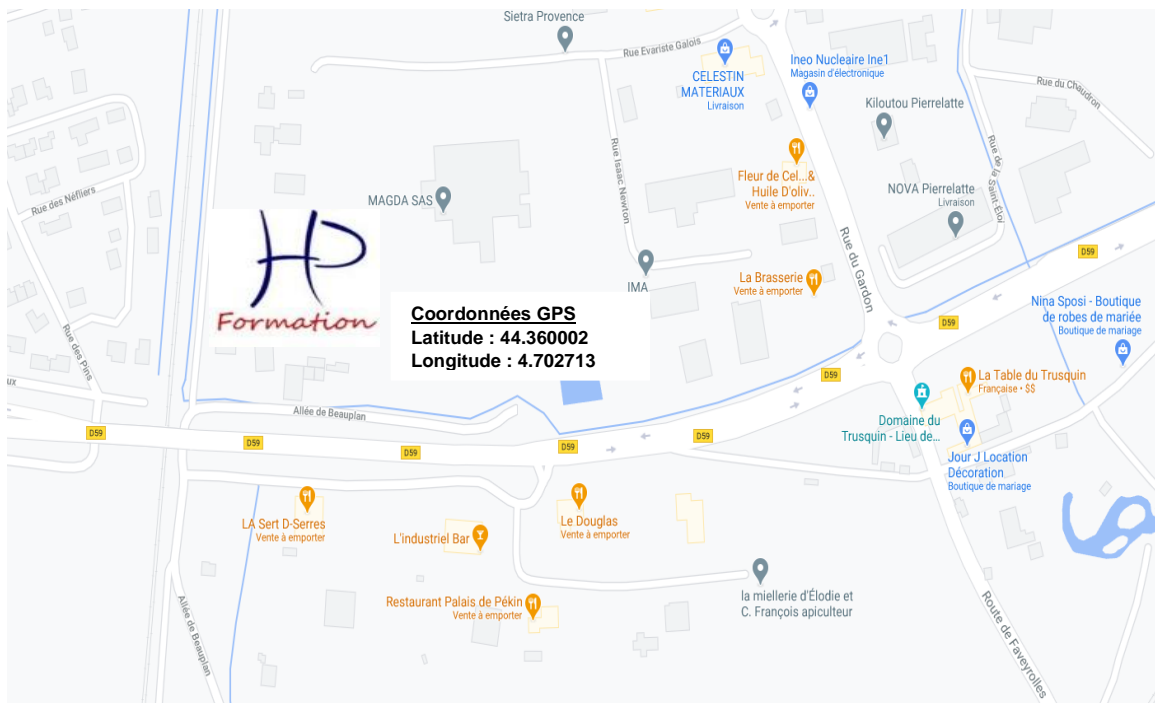 Sietra Provence
Rue Evariste Galois
CELESTIN
MATERIAUX
Livraison
Ineo Nucleaire Ine1
Magasin d'électronique
Rue du Chaudron
Kiloutou Pierrelatte
Rue de la Saint-Éloi
Rue Isaac Newton
Fleur de Cel...&
Huile D'oliv..
Vente à emporter
Rue des Néfliers
MAGDA SAS
NOVA Pierrelatte
Livraison
HP
Formation
Rue du Gardon
D59
IMA
La Brasserie
Vente à emporter
Coordonnées GPS
Latitude : 44.360002
Longitude : 4.702713
Nina Sposi - Boutique
de robes de mariée
Boutique de mariage
D59
Rue des Pins
D59
La Table du Trusquin
Française • $$
aux
Allée de Beauplan
Domaine du
Trusquin - Lieu de...
D59
D59
D59
D59
D59
Jour J Location
Décoration
Boutique de mariage
LA Sert D-Serres
Vente à emporter
L'industriel Bar
Le Douglas
Vente à emporter
Restaurant Palais de Pékin
Vente à emporter
la miellerie d'Élodie et
C. François apiculteur
Allée de Beauplan
Route de Faveyrolles